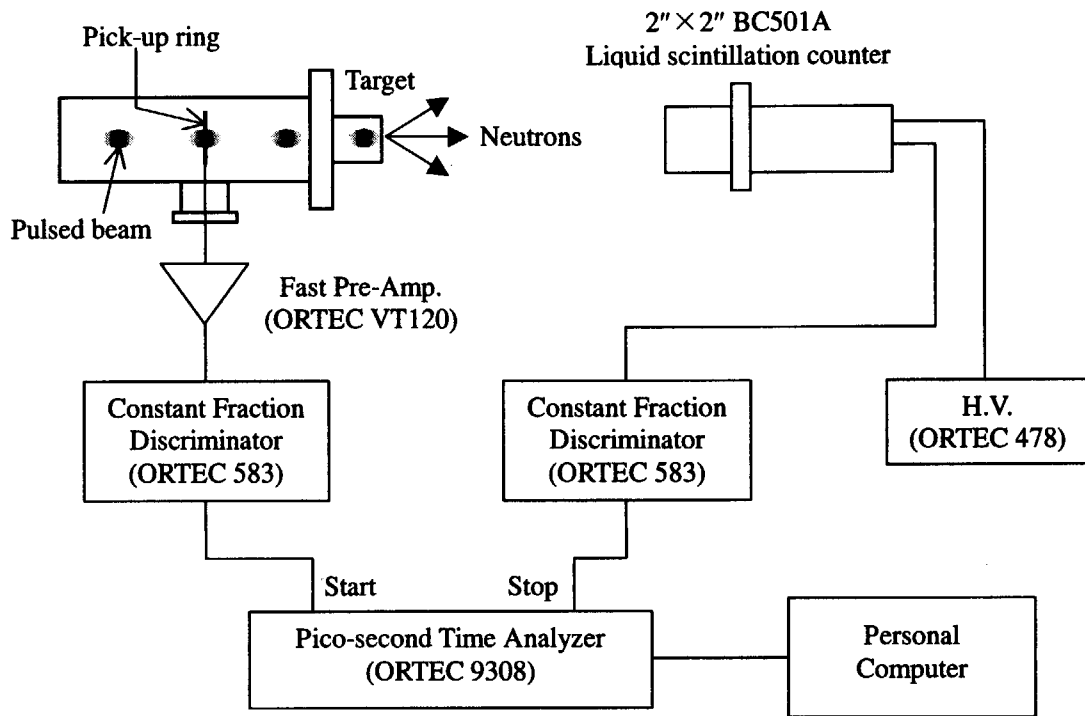 Pick-up ring
Target
Neutrons
Pulsed beam
2″×2″ BC501A
Liquid scintillation counter
Fast Pre-Amp.
(ORTEC VT120)
Constant Fraction
Discriminator
(ORTEC 583)
Constant Fraction
Discriminator
(ORTEC 583)
H.V.
(ORTEC 478)
Start
Stop
Pico-second Time Analyzer
(ORTEC 9308)
Personal
Computer